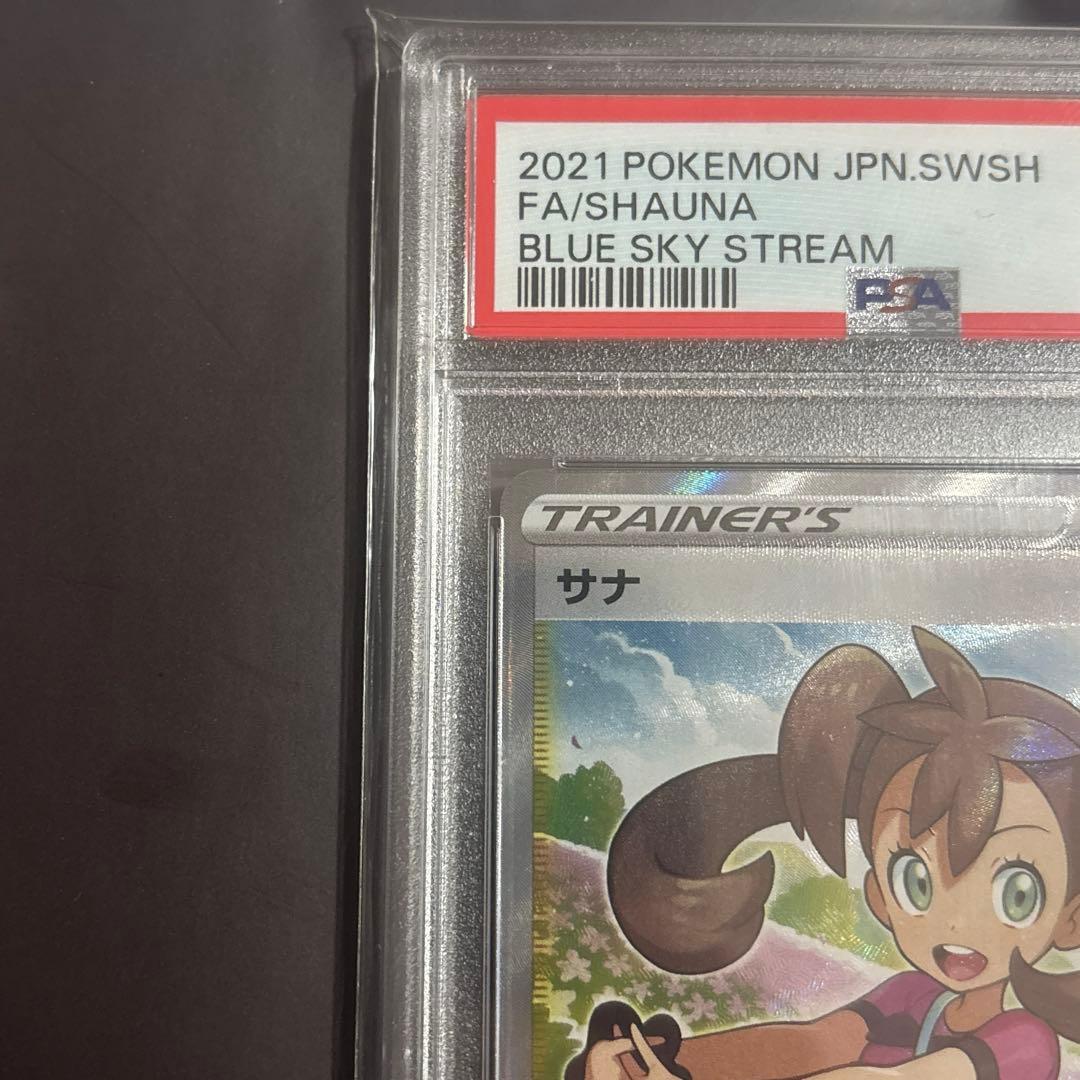 2021 POKEMON JPN.SWSH
FA/SHAUNA
BLUE SKY STREAM
PSA
TRAINER'S
サナ